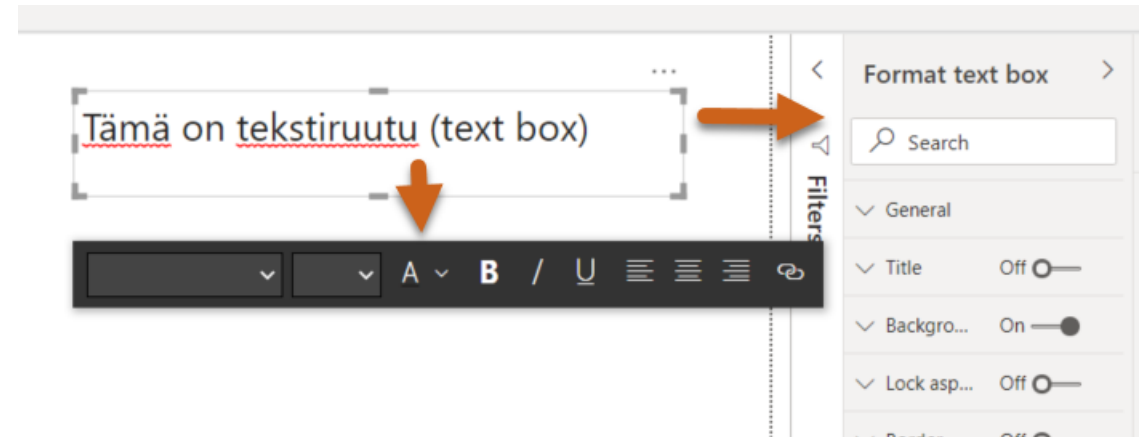 Tämä on tekstiruutu (text box)
A B / U
Filters
Format text box
Search
General
Title Off
Backgro... On
Lock asp... Off